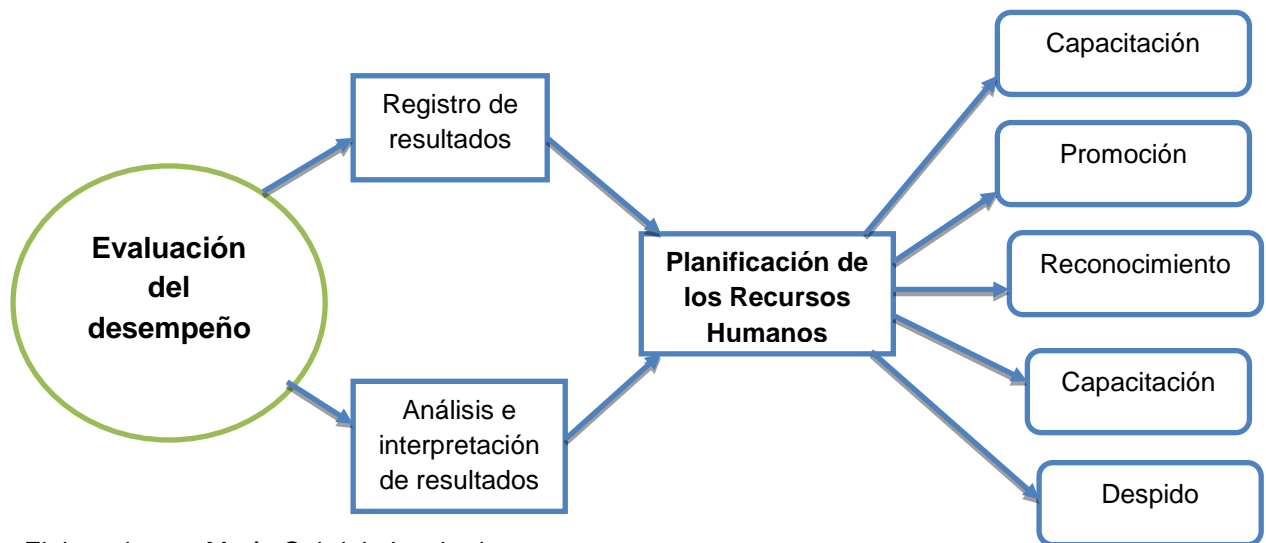 Evaluación
del
desempeño
Registro de
resultados
Análisis e
interpretación
de resultados
Planificación de
los Recursos
Humanos
Capacitación
Promoción
Reconocimiento
Capacitación
Despido